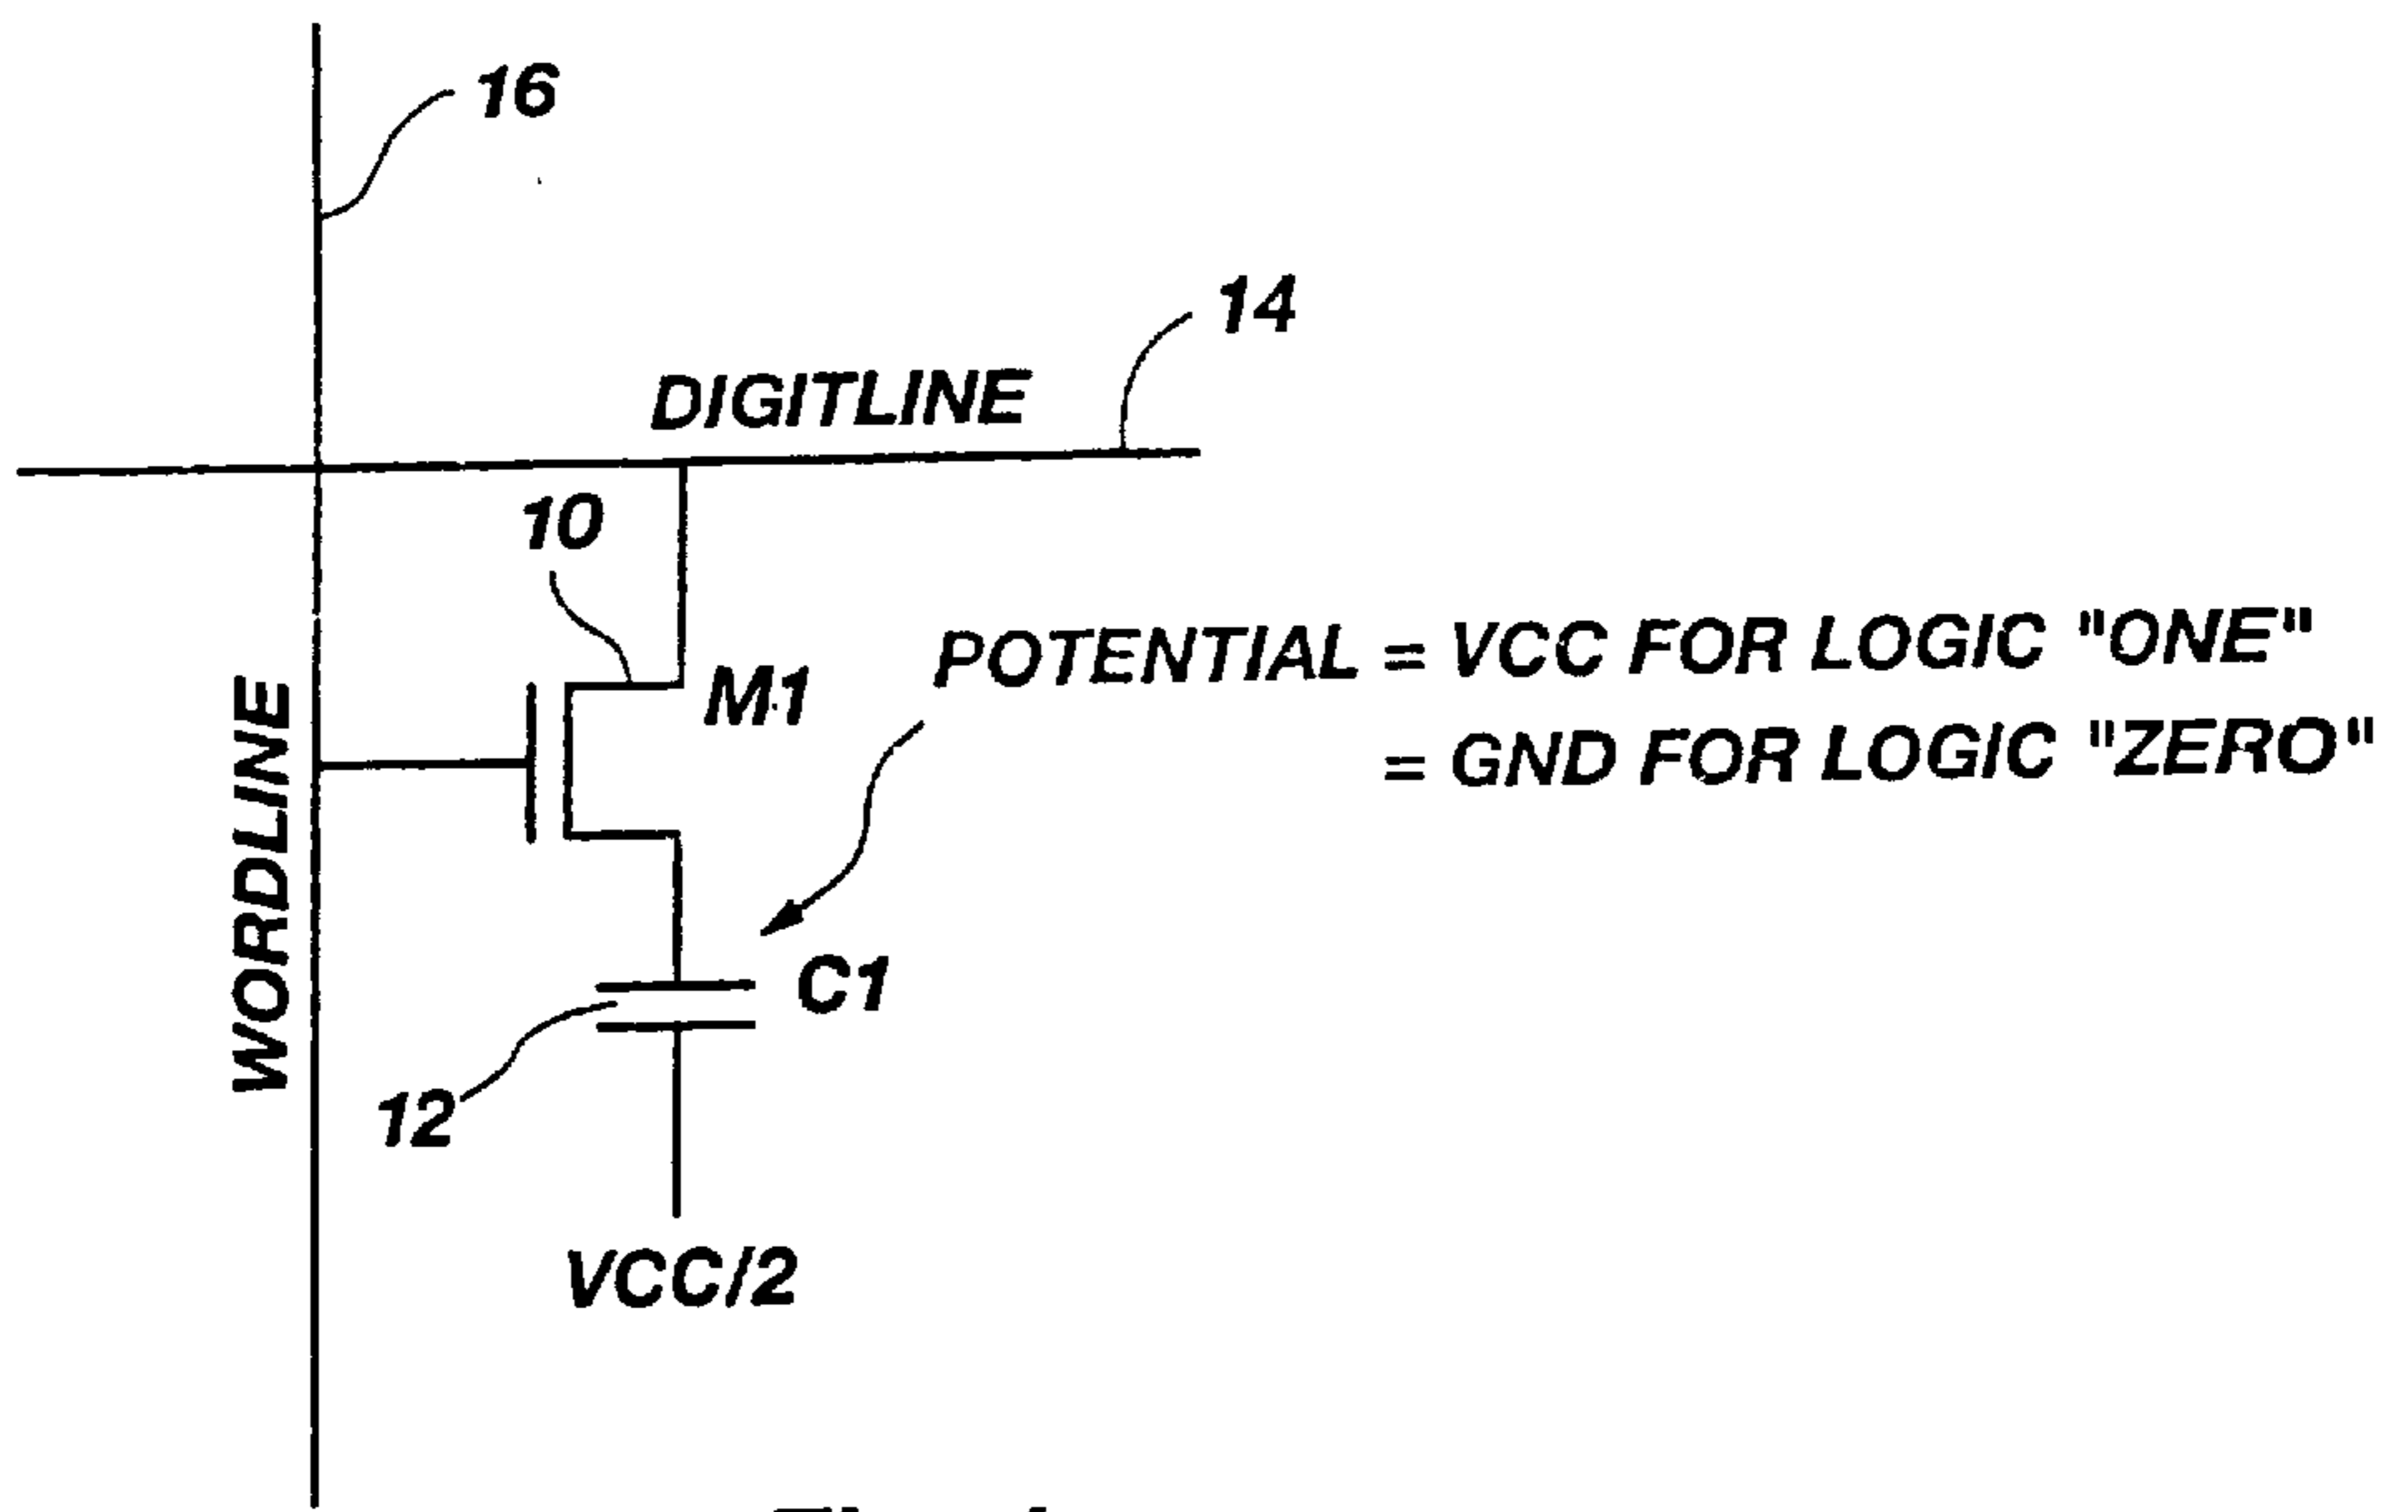 16
14
DIGITLINE
10
M1
POTENTIAL = VCC FOR LOGIC "ONE"
= GND FOR LOGIC "ZERO"
WORDLINE
C1
12
VCC/2